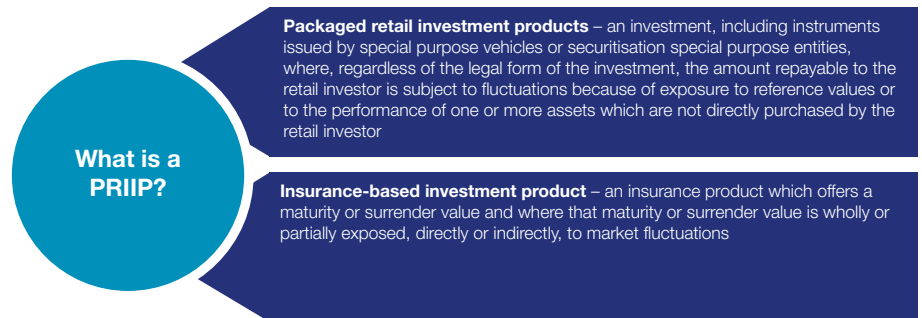 What is a
PRIIP?
Packaged retail investment products – an investment, including instruments
issued by special purpose vehicles or securitisation special purpose entities,
where, regardless of the legal form of the investment, the amount repayable to the
retail investor is subject to fluctuations because of exposure to reference values or
to the performance of one or more assets which are not directly purchased by the
retail investor
Insurance-based investment product – an insurance product which offers a
maturity or surrender value and where that maturity or surrender value is wholly or
partially exposed, directly or indirectly, to market fluctuations